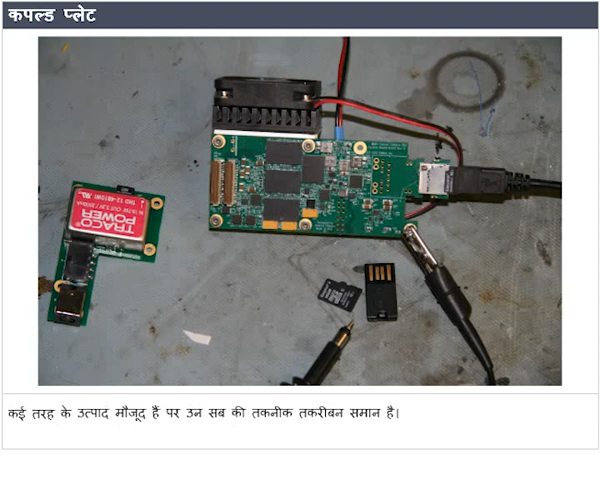 कपल्ड प्लेट
TRACO
POWER
कई तरह के उत्पाद मौजूद हैं पर उन सब की तकनीक तकरीबन समान है।